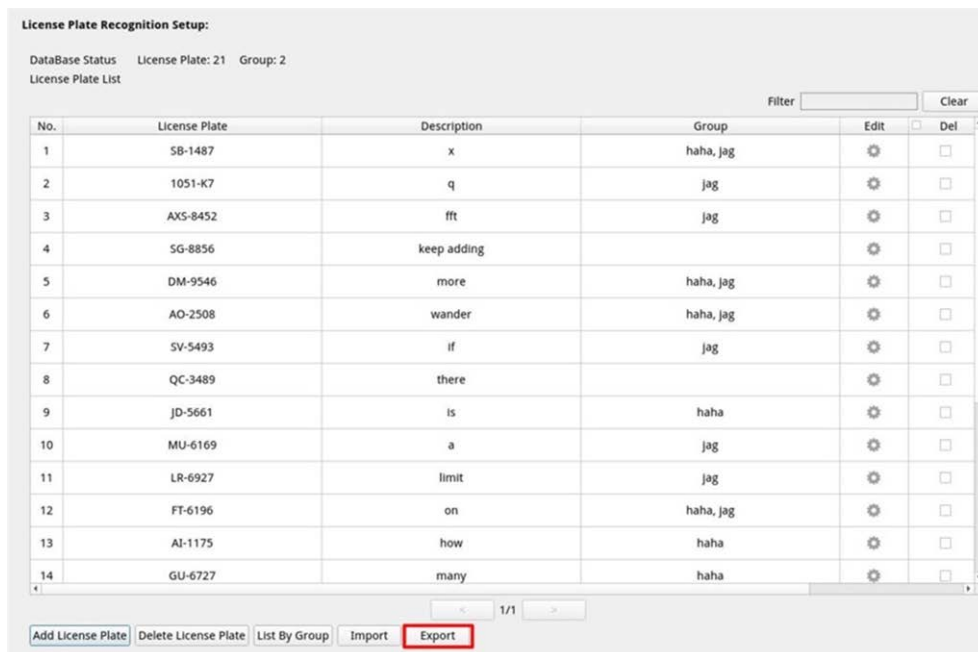 License Plate Recognition Setup:
DataBase Status License Plate: 21 Group: 2
License Plate List
Filter Clear
No. License Plate Description Group Edit Del
1 SB-1487 x haha, jag
2 1051-K7 q jag
3 AXS-8452 fft jag
4 SG-8856 keep adding
5 DM-9546 more haha, jag
6 AO-2508 wander haha, jag
7 SV-5493 if jag
8 QC-3489 there
9 JD-5661 is haha
10 MU-6169 a jag
11 LR-6927 limit jag
12 FT-6196 on haha, jag
13 AI-1175 how haha
14 GU-6727 many haha
< 1/1 >
Add License Plate Delete License Plate List By Group Import Export